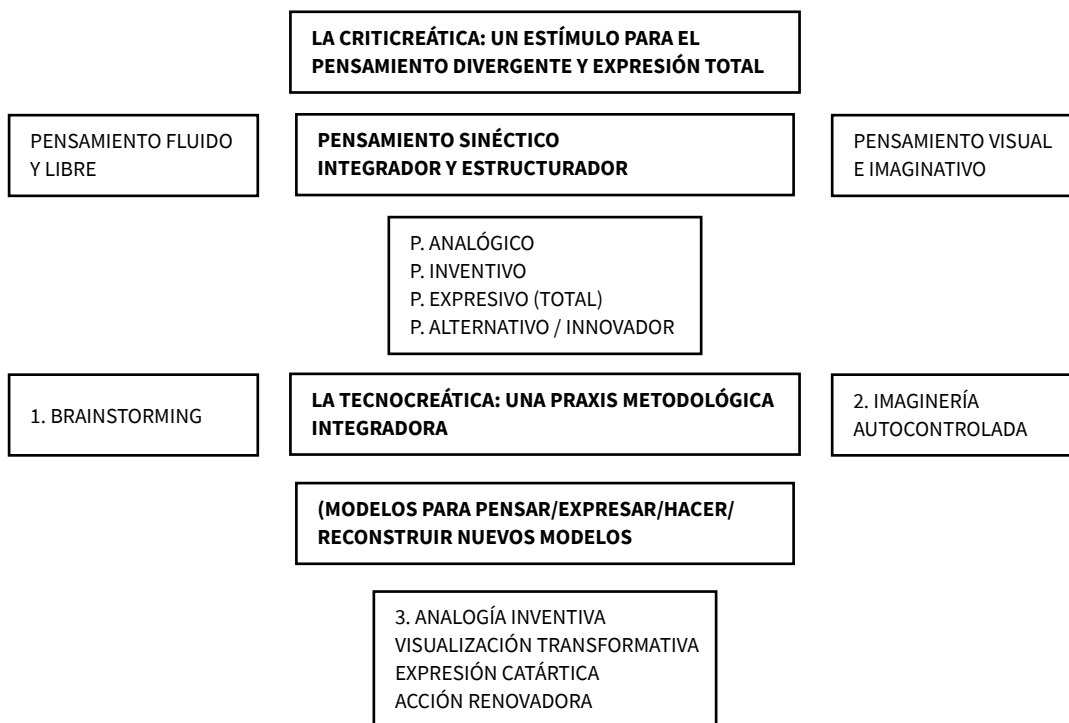 LA CRITICREÁTICA: UN ESTÍMULO PARA EL
PENSAMIENTO DIVERGENTE Y EXPRESIÓN TOTAL
PENSAMIENTO FLUIDO
Y LIBRE
PENSAMIENTO SINÉCTICO
INTEGRADOR Y ESTRUCTURADOR
PENSAMIENTO VISUAL
E IMAGINATIVO
P. ANALÓGICO
P. INVENTIVO
P. EXPRESIVO (TOTAL)
P. ALTERNATIVO / INNOVADOR
1. BRAINSTORMING
LA TECNOCREÁTICA: UNA PRAXIS METODOLÓGICA
INTEGRADORA
2. IMAGINERÍA
AUTOCONTROLADA
(MODELOS PARA PENSAR/EXPRESAR/HACER/
RECONSTRUIR NUEVOS MODELOS
3. ANALOGÍA INVENTIVA
VISUALIZACIÓN TRANSFORMATIVA
EXPRESIÓN CATÁRTICA
ACCIÓN RENOVADORA